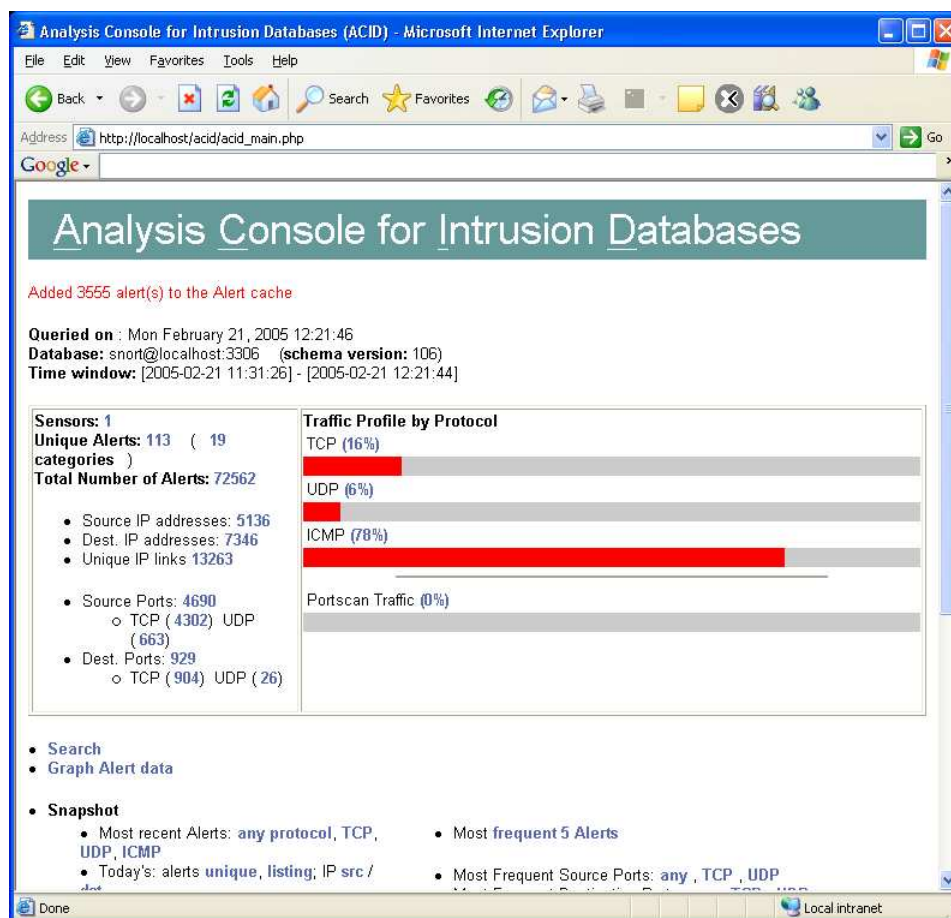 Analysis Console for Intrusion Databases (ACID) - Microsoft Internet Explorer
File Edit View Favorites Tools Help
Back Search Favorites
Address http://localhost/acid/acid_main.php Go
Google
Analysis Console for Intrusion Databases
Added 3555 alert(s) to the Alert cache
Queried on : Mon February 21, 2005 12:21:46
Database: snort@localhost:3306 (schema version: 106)
Time window: [2005-02-21 11:31:26] - [2005-02-21 12:21:44]
Sensors: 1
Unique Alerts: 113 ( 19
categories )
Total Number of Alerts: 72562
Source IP addresses: 5136
Dest. IP addresses: 7346
Unique IP links 13263
Source Ports: 4690
TCP ( 4302) UDP
( 663)
Dest. Ports: 929
TCP ( 904) UDP ( 26)
Traffic Profile by Protocol
TCP (16%)
UDP (6%)
ICMP (78%)
Portscan Traffic (0%)
Search
Graph Alert data
Snapshot
Most recent Alerts: any protocol, TCP,
UDP, ICMP
Today's: alerts unique, listing; IP src /
Most frequent 5 Alerts
Most Frequent Source Ports: any , TCP , UDP
Done
Local intranet